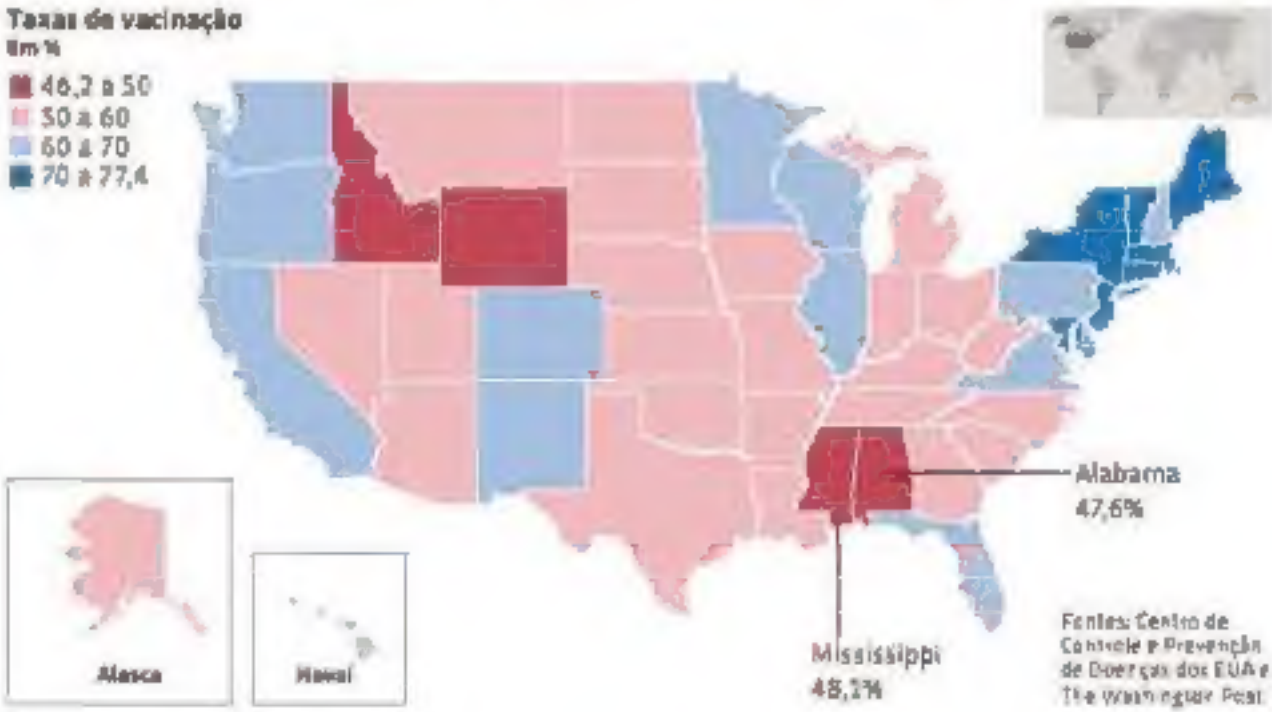 Taxas de vacinação
Em %
46,2 a 50
50 a 60
60 a 70
70 a 77,4
Alabama
47,6%
Mississippi
48,2%
Alasca
Havaí
Fontes: Centro de
Controle e Prevenção
de Doenças dos EUA e
The Washington Post